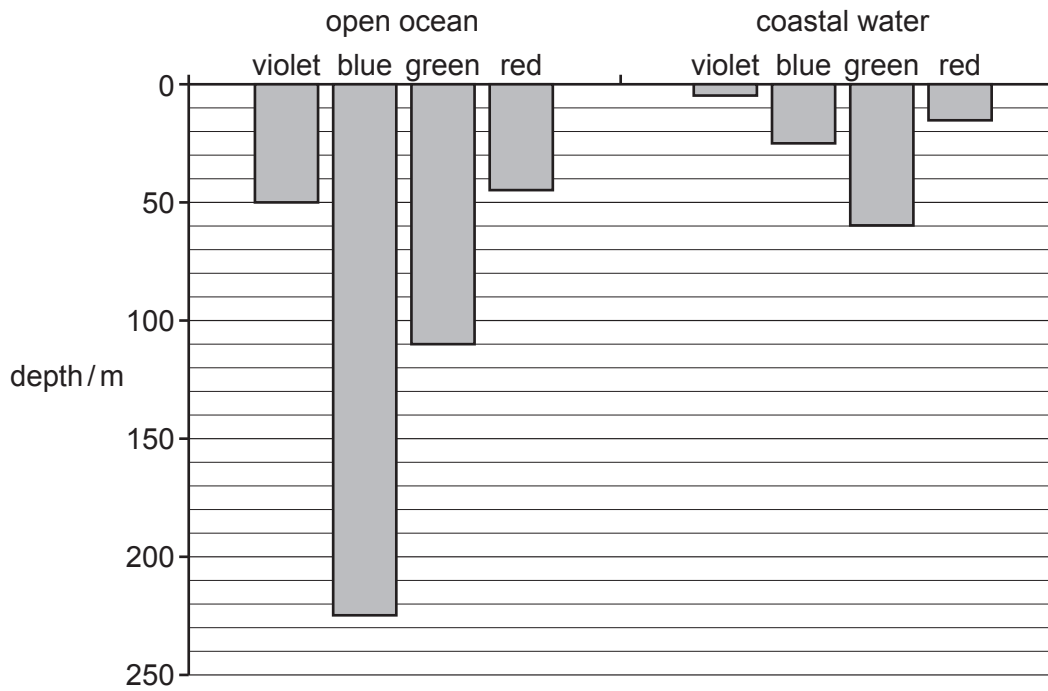 open ocean coastal water
violet blue green red violet blue green red
0
50
100
depth / m
150
200
250